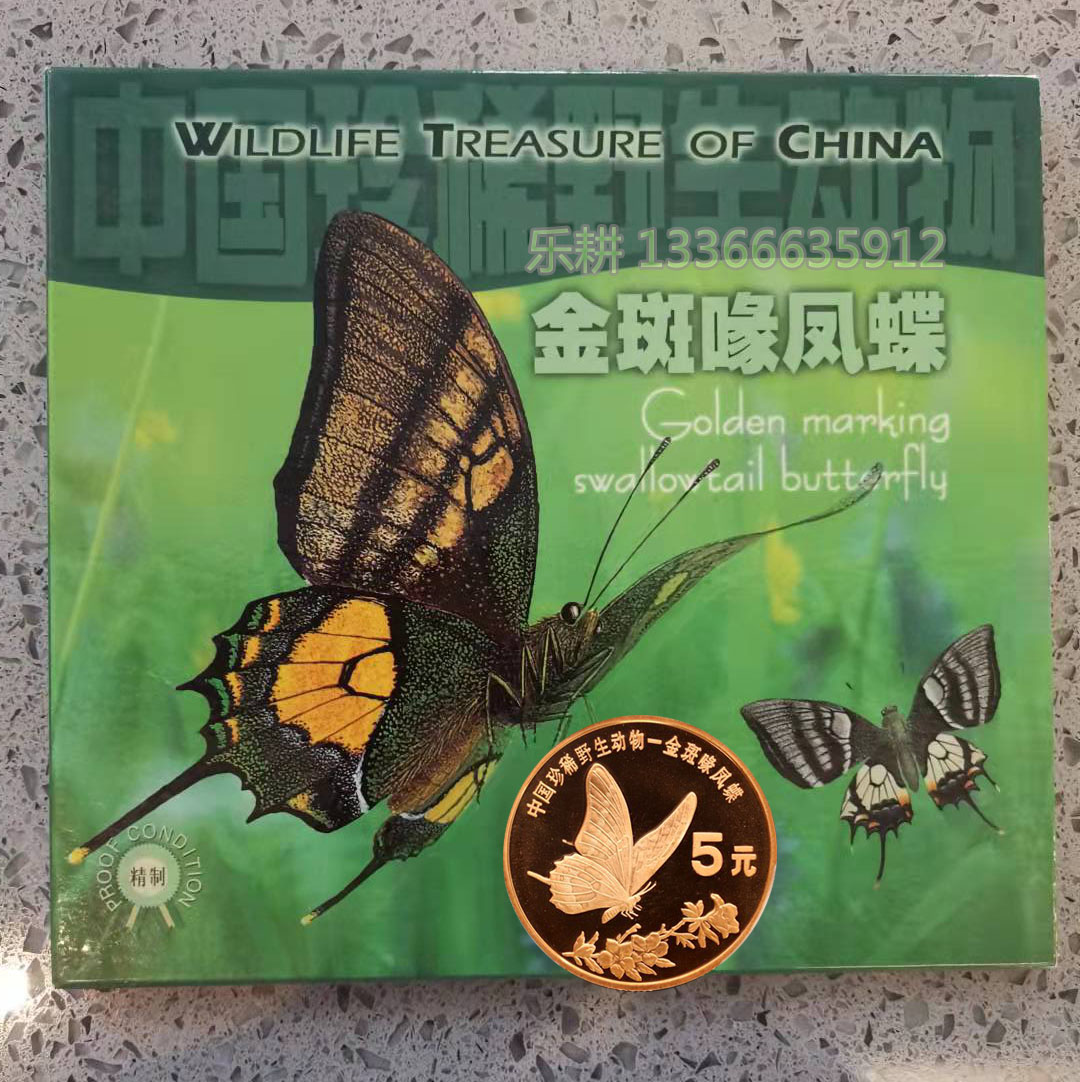 中国珍稀野生动物
WILDLIFE TREASURE OF CHINA
乐耕 13366635912
金斑喙凤蝶
Golden marking
swallowtail butterfly
中国珍稀野生动物—金斑喙凤蝶
5元
PROOF CONDITION
精制